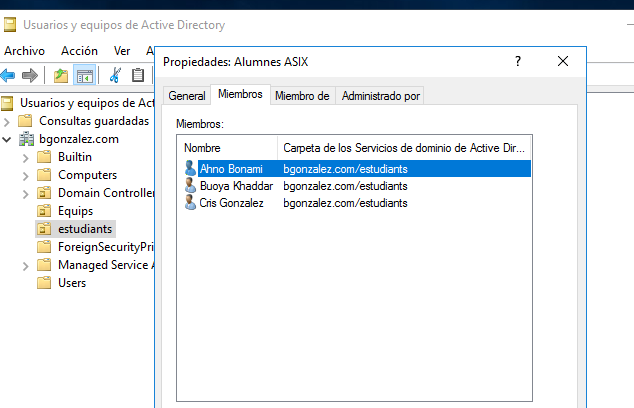 Usuarios y equipos de Active Directory
Archivo Acción Ver A
Usuarios y equipos de Act
Consultas guardadas
bgonzalez.com
Builtin
Computers
Domain Controller
Equips
estudiants
ForeignSecurityPri
Managed Service A
Users
Propiedades: Alumnes ASIX ?
General Miembros Miembro de Administrado por
Miembros:
Nombre Carpeta de los Servicios de dominio de Active Dir...
Ahno Bonami bgonzalez.com/estudiants
Buoya Khaddar bgonzalez.com/estudiants
Cris Gonzalez bgonzalez.com/estudiants